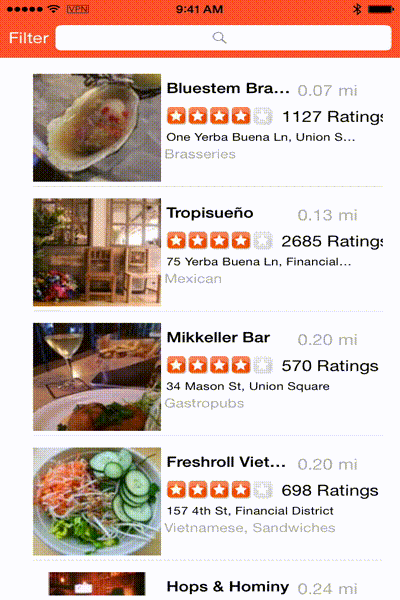 VPN 9:41 AM
Filter
Bluestem Bra... 0.07 mi
1127 Ratings
One Yerba Buena Ln, Union S...
Brasseries
Tropisueño 0.13 mi
2685 Ratings
75 Yerba Buena Ln, Financial...
Mexican
Mikkeller Bar 0.20 mi
570 Ratings
34 Mason St, Union Square
Gastropubs
Freshroll Viet... 0.20 mi
698 Ratings
157 4th St, Financial District
Vietnamese, Sandwiches
Hops & Hominy 0.24 mi